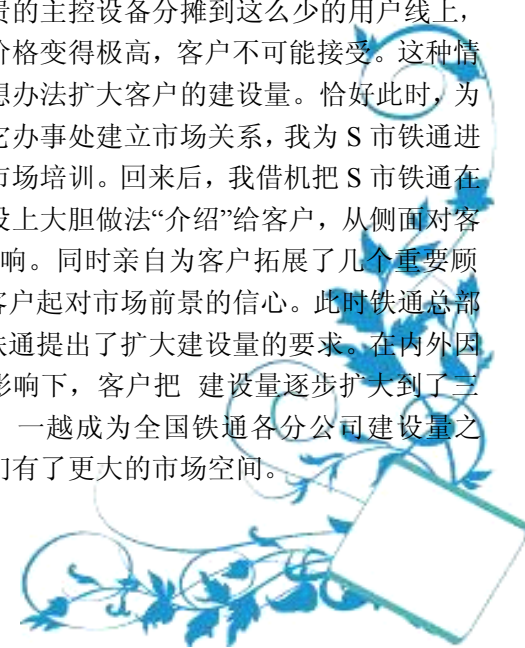 贵的主控设备分摊到这么少的用户线上，
价格变得极高，客户不可能接受。这种情
想办法扩大客户的建设量。恰好此时，为
它办事处建立市场关系，我为 S 市铁通进
市场培训。回来后，我借机把 S 市铁通在
设上大胆做法“介绍”给客户，从侧面对客
响。同时亲自为客户拓展了几个重要顾
客户起对市场前景的信心。此时铁通总部
铁通提出了扩大建设量的要求。在内外因
影响下，客户把 建设量逐步扩大到了三
一越成为全国铁通各分公司建设量之
们有了更大的市场空间。